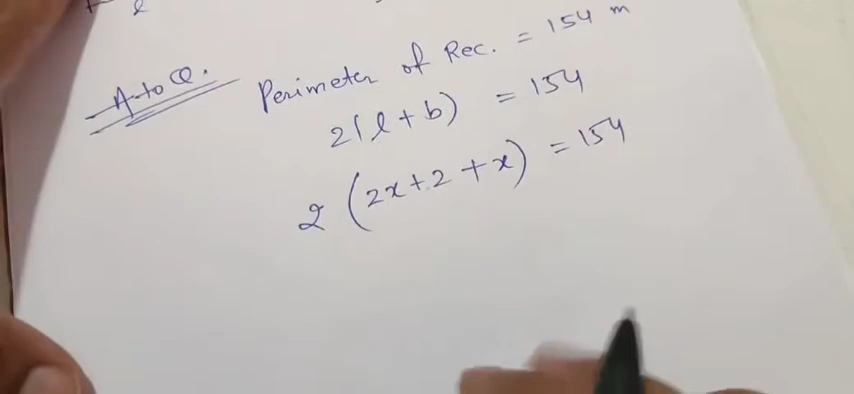 l
A to Q. Perimeter of Rec. = 154 m
2(l + b) = 154
2 (2x + 2 + x) = 154